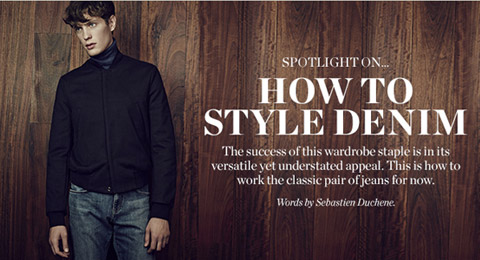 SPOTLIGHT ON...
HOW TO
STYLE DENIM
The success of this wardrobe staple is in its
versatile yet understated appeal. This is how to
work the classic pair of jeans for now.
Words by Sebastien Duchene.